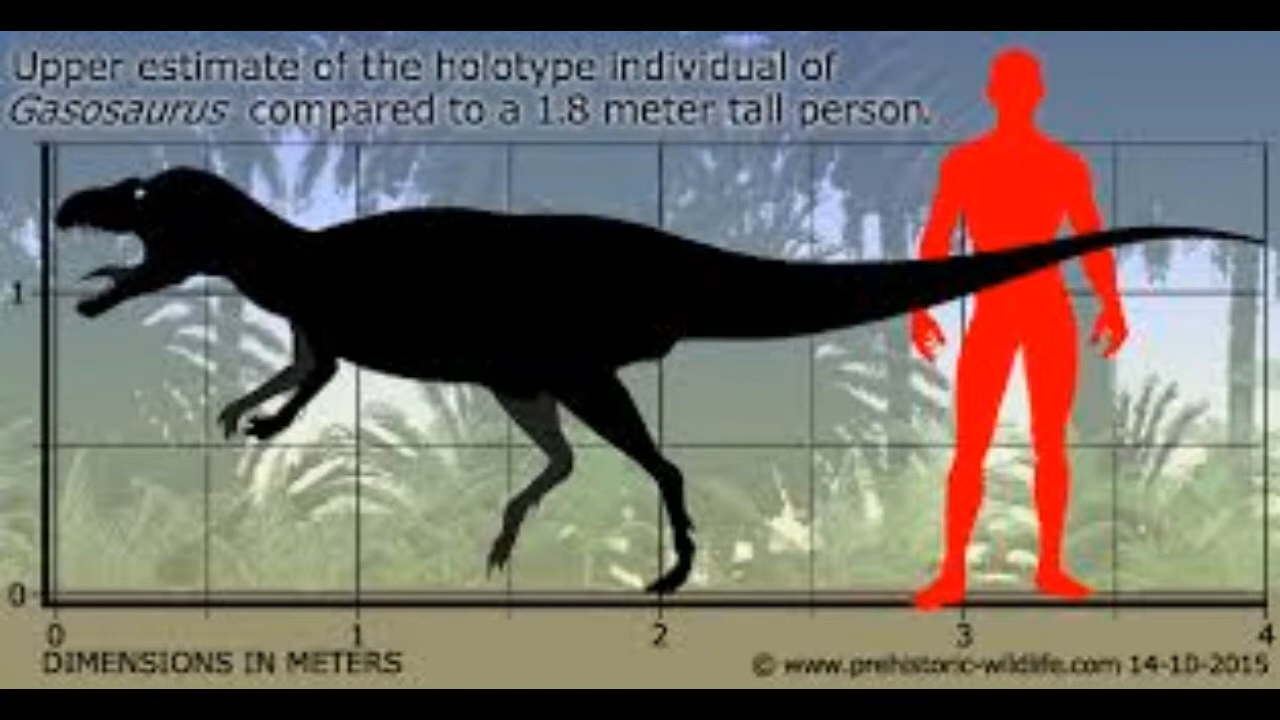 Upper estimate of the holotype individual of
Gasosaurus compared to a 1.8 meter tall person.
1
0
0 1 2 3 4
DIMENSIONS IN METERS © www.prehistoric-wildlife.com 14-10-2015